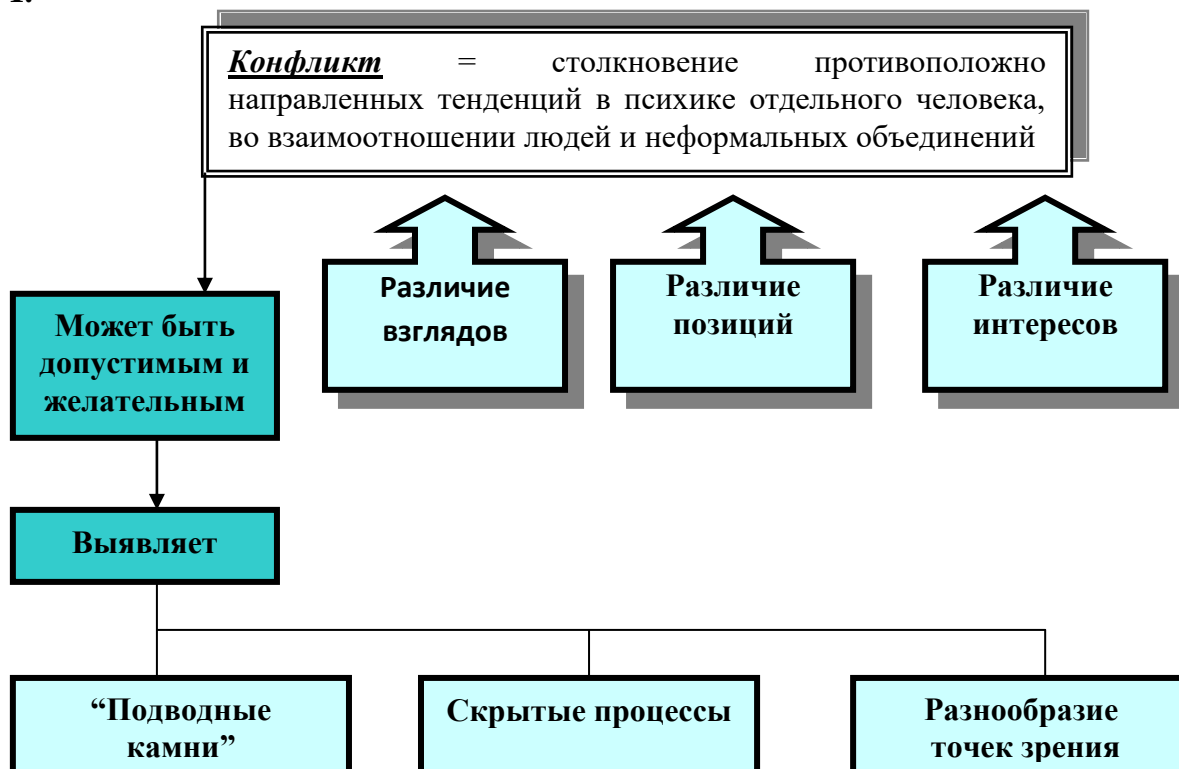 Конфликт = столкновение противоположно
направленных тенденций в психике отдельного человека,
во взаимоотношении людей и неформальных объединений
Различие
взглядов
Различие
позиций
Различие
интересов
Может быть
допустимым и
желательным
Выявляет
“Подводные
камни”
Скрытые процессы
Разнообразие
точек зрения